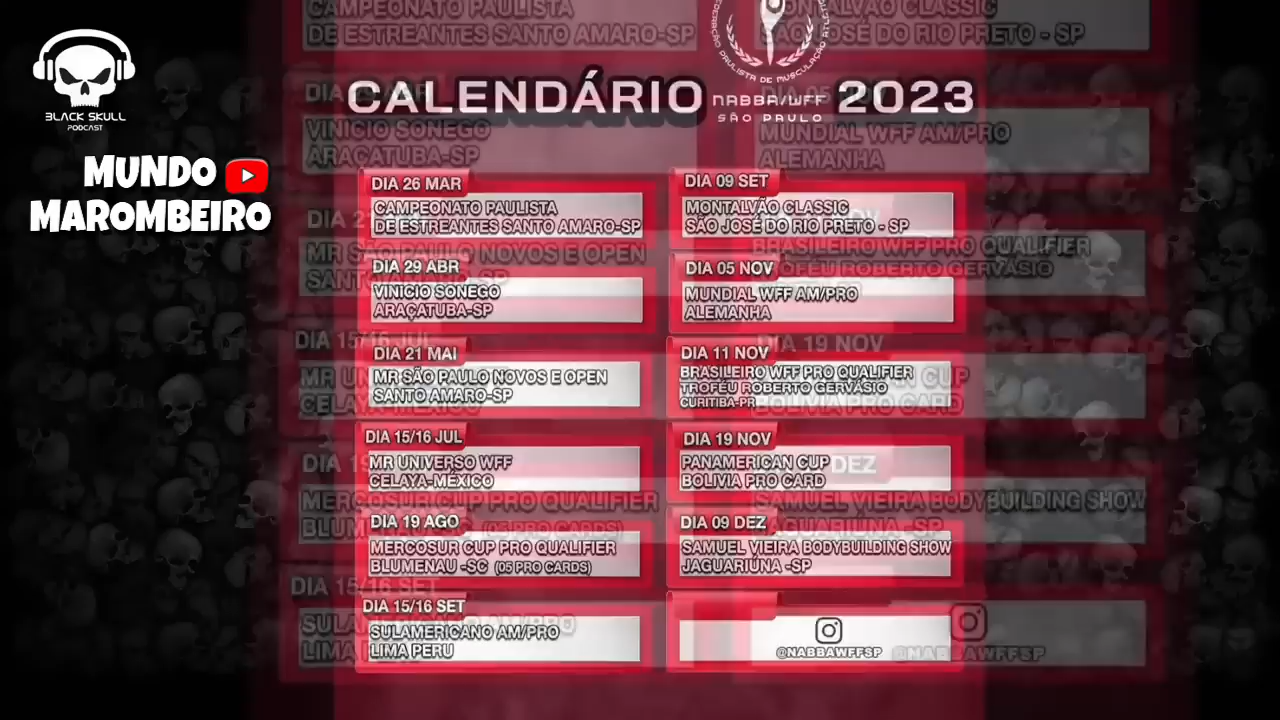 BLACK SKULL
PODCAST
MUNDO
MAROMBEIRO
CALENDÁRIO NABBA/WFF SÃO PAULO 2023
DIA 26 MAR
CAMPEONATO PAULISTA
DE ESTREANTES SANTO AMARO-SP
DIA 29 ABR
VINICIO SONEGO
ARAÇATUBA-SP
DIA 21 MAI
MR SÃO PAULO NOVOS E OPEN
SANTO AMARO-SP
DIA 15/16 JUL
MR UNIVERSO WFF
CELAYA-MÉXICO
DIA 19 AGO
MERCOSUR CUP PRO QUALIFIER
BLUMENAU -SC (05 PRO CARDS)
DIA 15/16 SET
SULAMERICANO AM/PRO
LIMA PERU
DIA 09 SET
MONTALVÃO CLASSIC
SÃO JOSÉ DO RIO PRETO - SP
DIA 05 NOV
MUNDIAL WFF AM/PRO
ALEMANHA
DIA 11 NOV
BRASILEIRO WFF PRO QUALIFIER
TROFÉU ROBERTO GERVÁSIO
CURITIBA-PR
DIA 19 NOV
PANAMERICAN CUP
BOLIVIA PRO CARD
DIA 09 DEZ
SAMUEL VIEIRA BODYBUILDING SHOW
JAGUARIÚNA -SP
@NABBAWFFSP